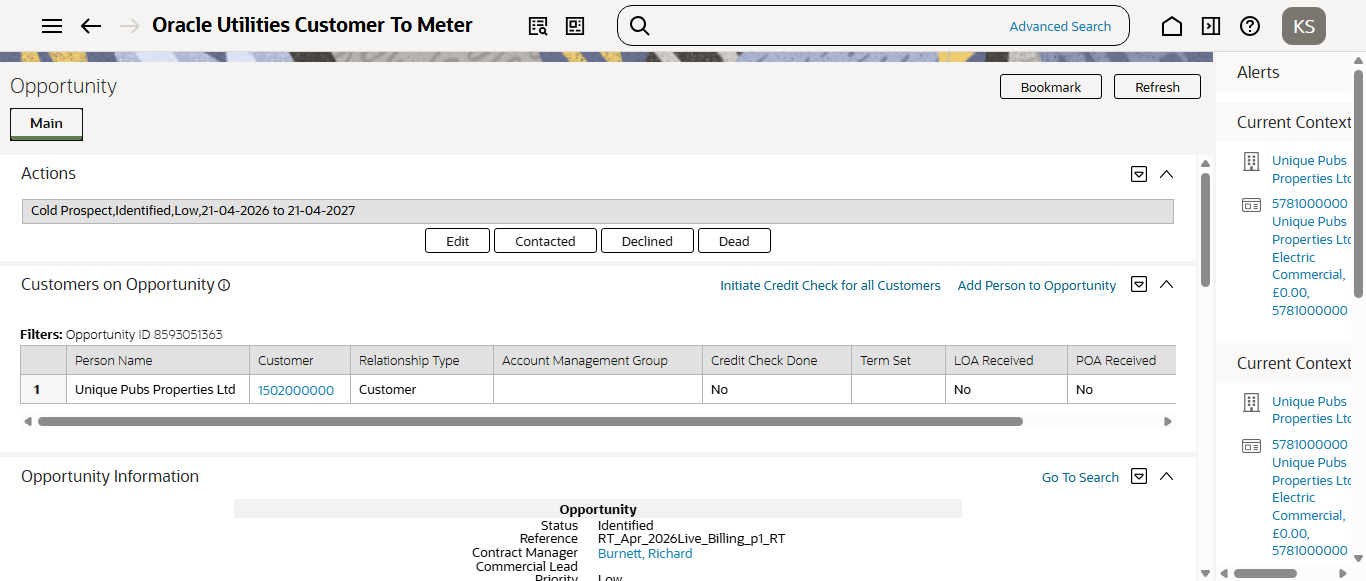 Oracle Utilities Customer To Meter
Advanced Search
KS
Opportunity
Bookmark
Refresh
Main
Actions
Cold Prospect,Identified,Low,21-04-2026 to 21-04-2027
Edit
Contacted
Declined
Dead
Customers on Opportunity
Initiate Credit Check for all Customers
Add Person to Opportunity
Filters: Opportunity ID 8593051363
Person Name Customer Relationship Type Account Management Group Credit Check Done Term Set LOA Received POA Received
1 Unique Pubs Properties Ltd 1502000000 Customer No No No
Opportunity Information
Go To Search
Opportunity
Status Identified
Reference RT_Apr_2026Live_Billing_p1_RT
Contract Manager Burnett, Richard
Commercial Lead
Priority Low
Alerts
Current Context
Unique Pubs
Properties Ltd
5781000000
Unique Pubs
Properties Ltd
Electric
Commercial,
£0.00,
5781000000
Current Context
Unique Pubs
Properties Ltd
5781000000
Unique Pubs
Properties Ltd
Electric
Commercial,
£0.00,
5781000000